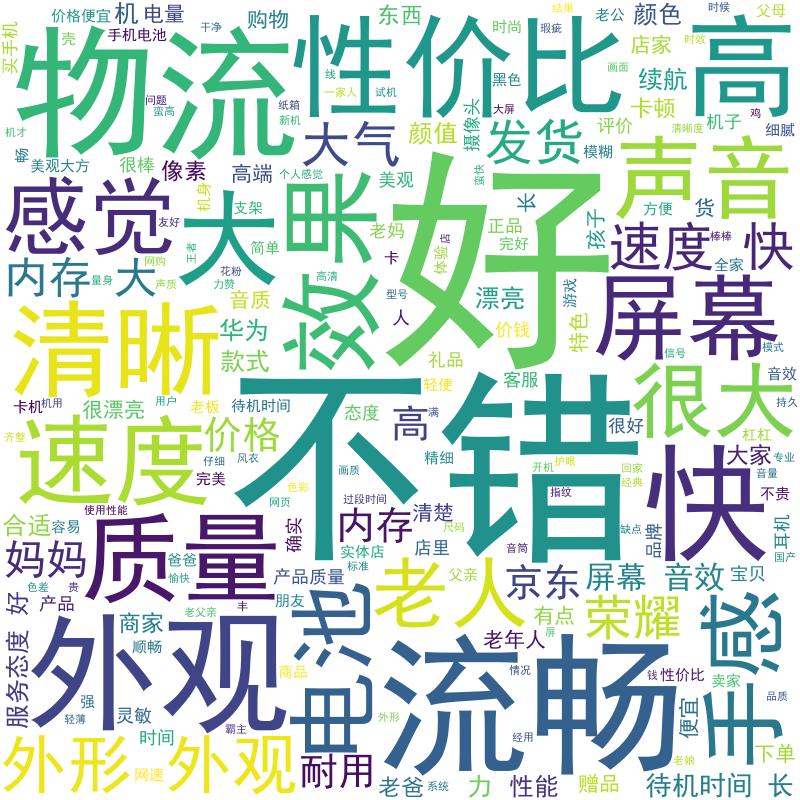 价格便宜
机 电量
购物
东西
时尚
老公
颜色
时候
父母
结果
瑕疵
干净
买手机
手机电池
壳
物流
性价比 高
店家
时效
线
画面
问题
一家人
试机
黑色
续航
蛮高
纸箱
新机
大屏
卡顿
鸡
机才
大气
颜值
摄像头
发货
评价
机子
清晰度
细腻
畅
美观大方
很棒
像素
高端
个人感觉
美观
蛮快
模糊
声音
感觉
机身
支架
大
效果
好
长
正品
完好
孩子
方便
货
友好
老妈
速度 快
棒棒
王者
简单
卡
体验
店
内存 大
量身
网购
声质
花粉
力赞
高清
音质
型号
漂亮
游戏
屏幕
全家
清晰
华为
款式
人
价钱
特色
信号
模式
礼品
轻便
客服
很大
音效
持久
卡机
机用
很漂亮
用户
老板
待机时间
态度
满
高
不错
很好
杠杠
齐整
速度
价格
仔细
风衣
画质
精细
开机
护眼
回家
经典
大家
专业
音量
完美
色彩
网页
过段时间
指纹
快
不贵
使用性能
合适
容易
质量
确实
内存
清楚
尺码
缺点
品牌
耳机
国产
妈妈
爸爸
愉快
实体店
标准
店里
音筒
产品质量
老人
父亲
京东
屏幕 音效
宝贝
色差
贵
产品
老父亲
丰
朋友
电池
有点
荣耀
手感
服务态度 好
商家
顺畅
外观
老年人
屏
流畅
情况
钱
性价比
卖家
品质
商品
强
轻薄
灵敏
霸主
外形
经用
便宜
时间
下单
老娘
外形 外观
网速
耐用
老爸
系统
力
性能
赠品
待机时间 长